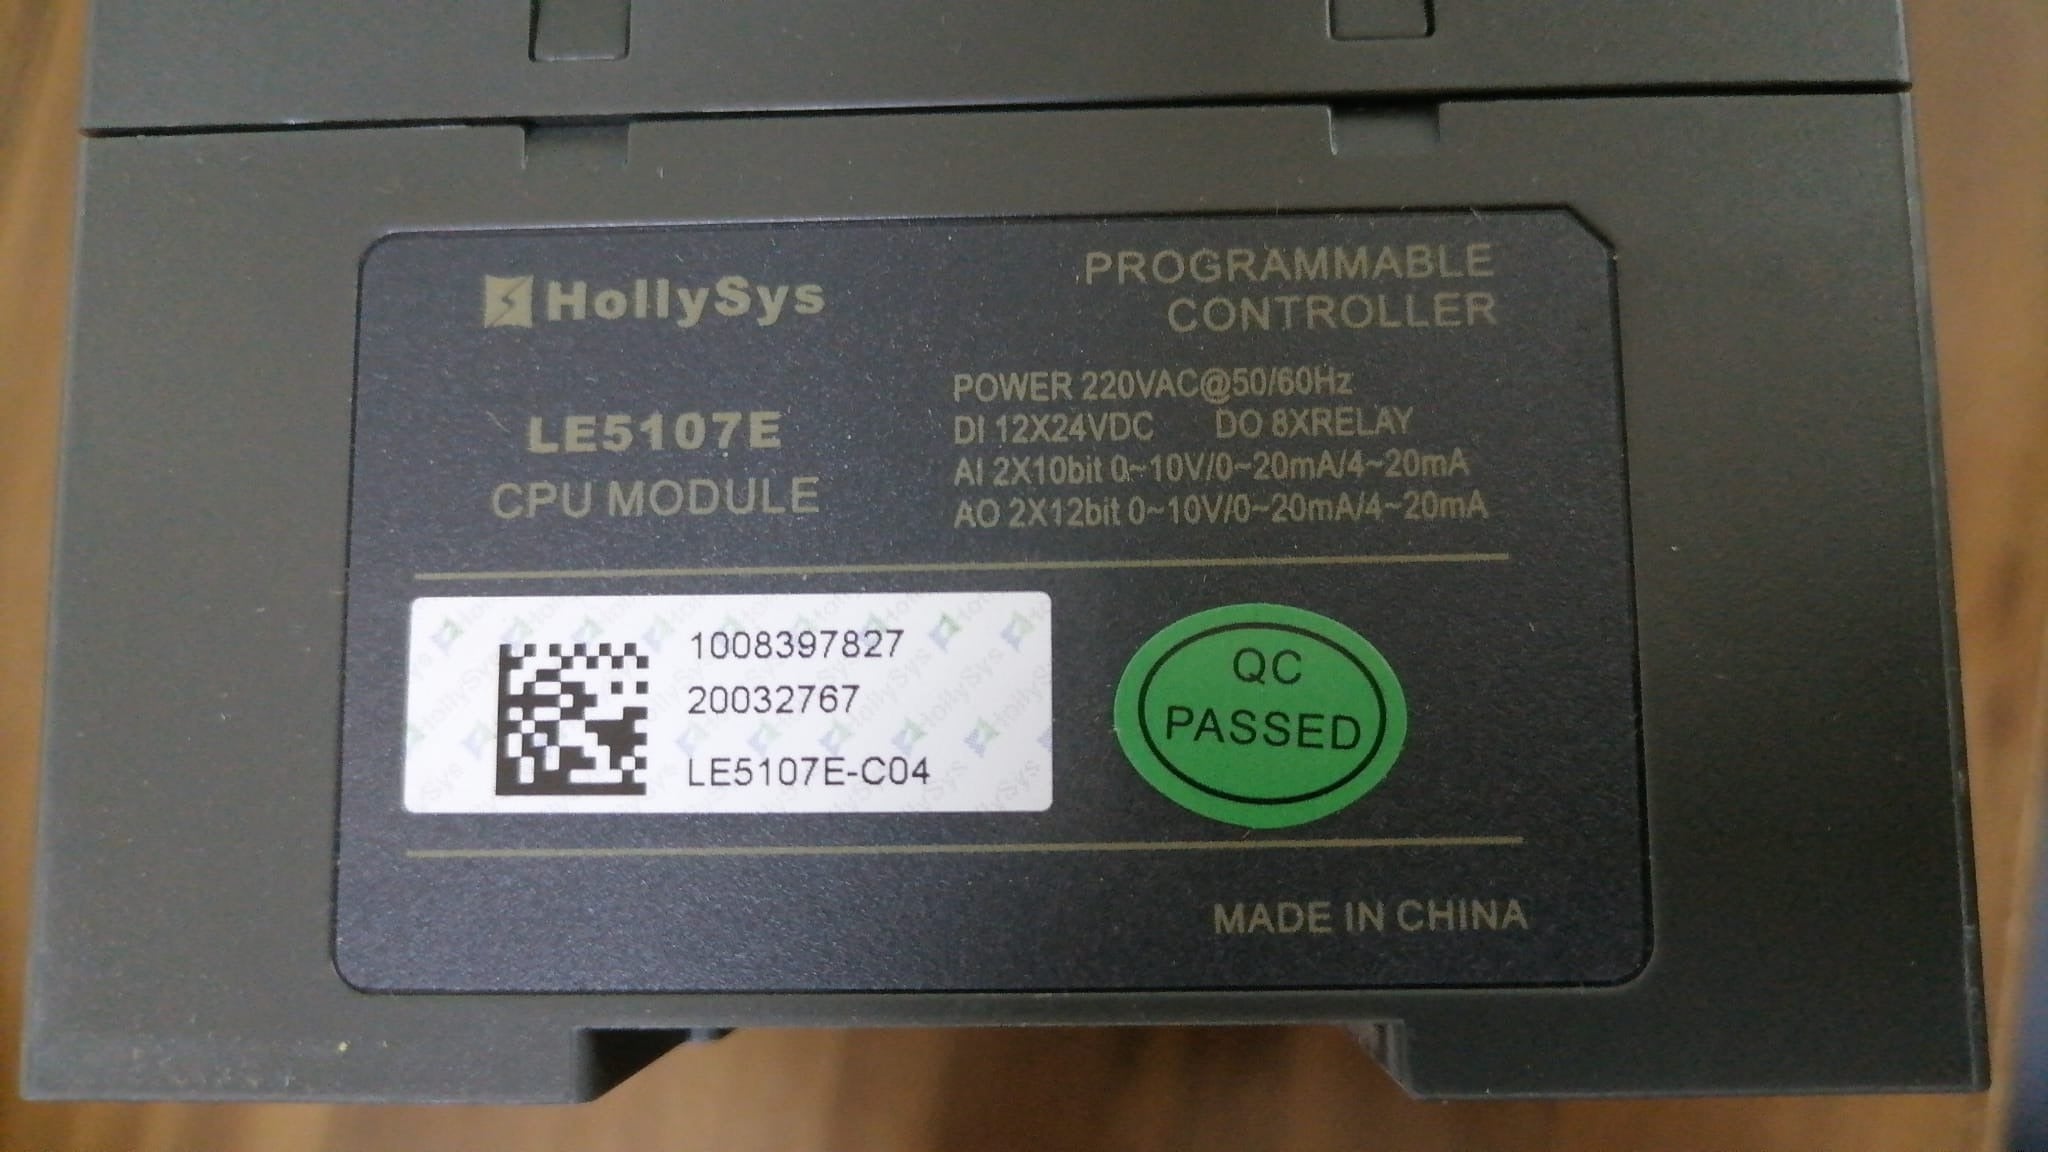 HollySys
PROGRAMMABLE
CONTROLLER
LE5107E
CPU MODULE
POWER 220VAC@50/60Hz
DI 12X24VDC DO 8XRELAY
AI 2X10bit 0~10V/0~20mA/4~20mA
AO 2X12bit 0~10V/0~20mA/4~20mA
1008397827
20032767
LE5107E-C04
QC
PASSED
MADE IN CHINA